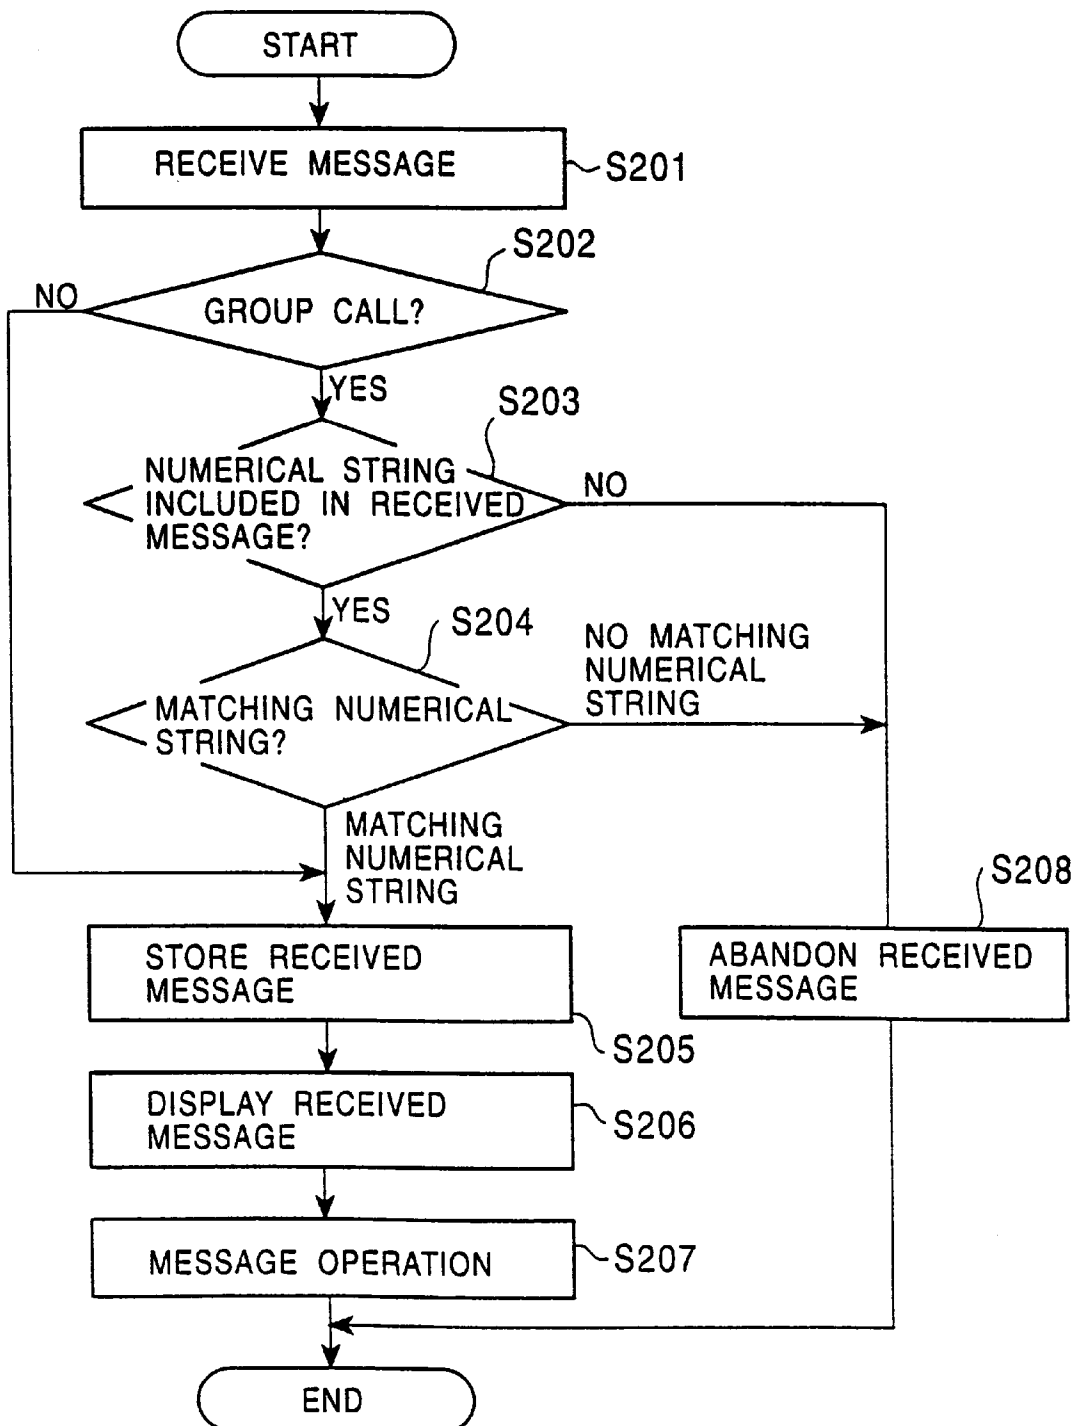 START
RECEIVE MESSAGE
S201
S202
NO
GROUP CALL?
YES
S203
NUMERICAL STRING
INCLUDED IN RECEIVED
MESSAGE?
NO
YES
S204
NO MATCHING
NUMERICAL
STRING
MATCHING NUMERICAL
STRING?
MATCHING
NUMERICAL
STRING
S208
STORE RECEIVED
MESSAGE
S205
ABANDON RECEIVED
MESSAGE
DISPLAY RECEIVED
MESSAGE
S206
MESSAGE OPERATION
S207
END